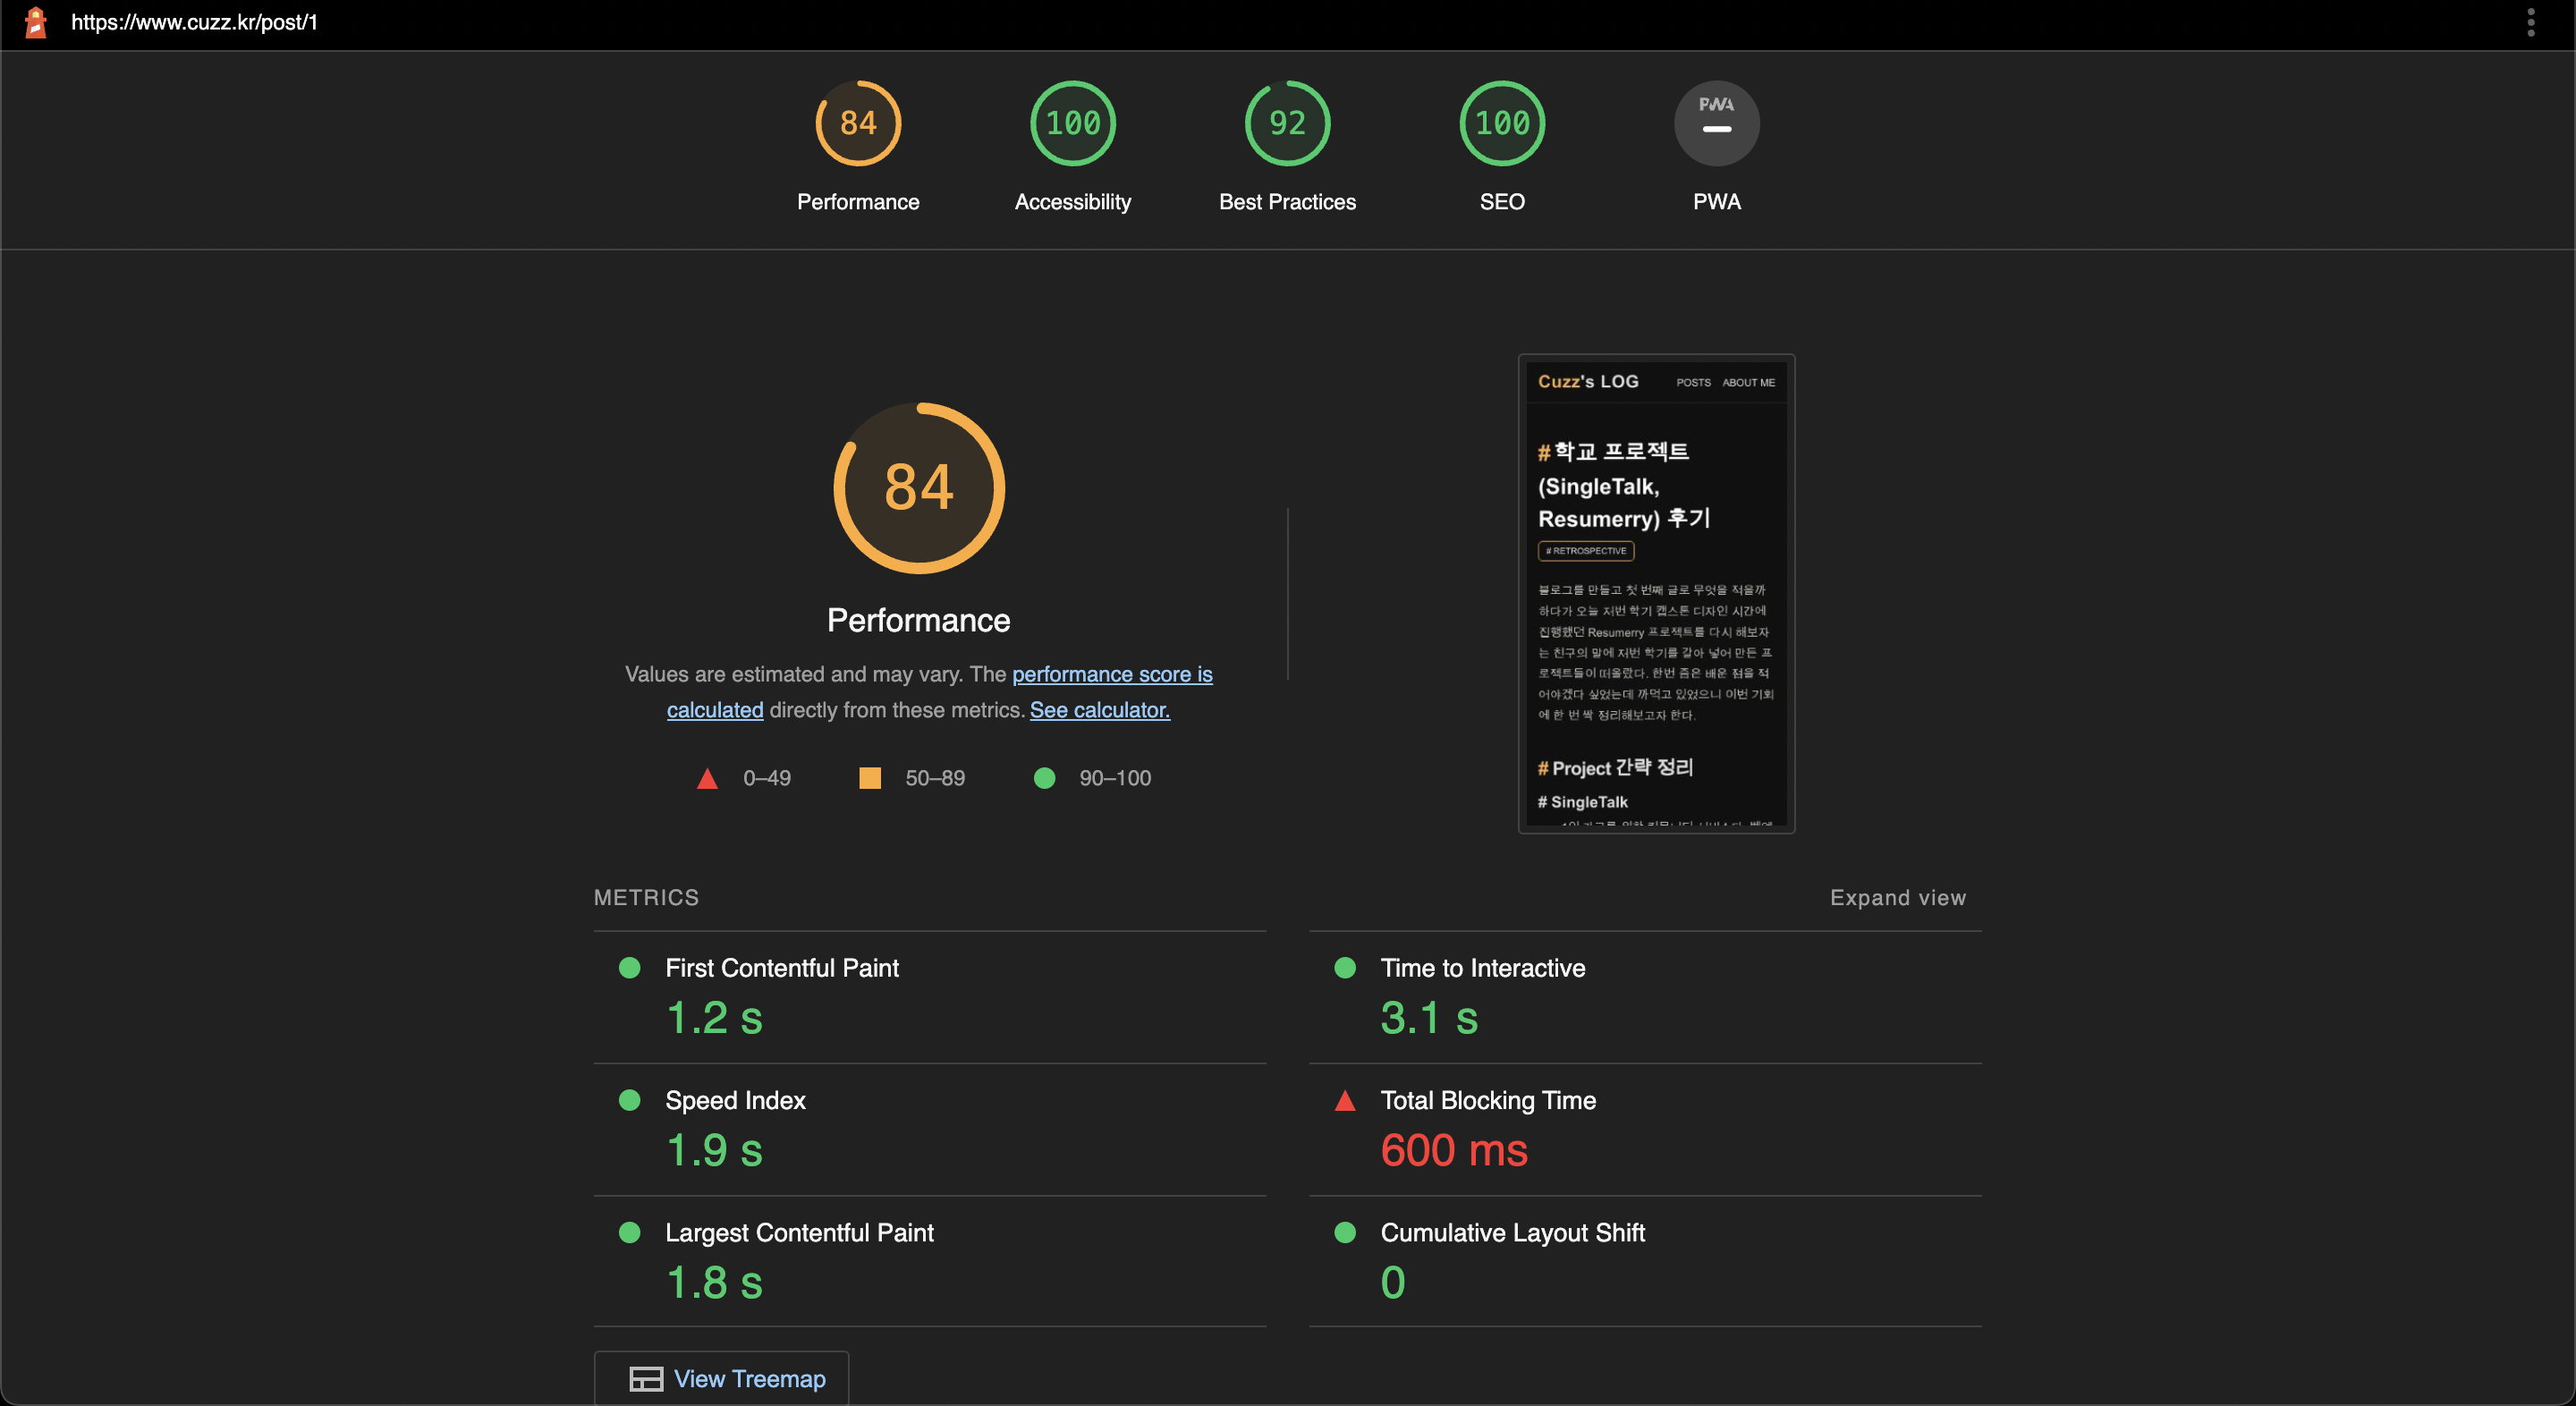 https://www.cuzz.kr/post/1
84
100
92
100
PWA
Performance
Accessibility
Best Practices
SEO
PWA
84
Performance
Values are estimated and may vary. The performance score is
calculated directly from these metrics. See calculator.
0–49
50–89
90–100
Cuzz's LOG
POSTS ABOUT ME
# 학교 프로젝트
(SingleTalk,
Resumerry) 후기
# RETROSPECTIVE
블로그를 만들고 첫 번째 글로 무엇을 적을까
하다가 오늘 저번 학기 캡스톤 디자인 시간에
진행했던 Resumerry 프로젝트를 다시 해보자
는 친구의 말에 저번 학기를 갈아 넣어 만든 프
로젝트들이 떠올랐다. 한번 쯤은 배운 점을 적
어야겠다 싶었는데 까먹고 있었으니 이번 기회
에 한 번 싹 정리해보고자 한다.
# Project 간략 정리
# SingleTalk
METRICS
Expand view
First Contentful Paint
1.2 s
Time to Interactive
3.1 s
Speed Index
1.9 s
Total Blocking Time
600 ms
Largest Contentful Paint
1.8 s
Cumulative Layout Shift
0
View Treemap